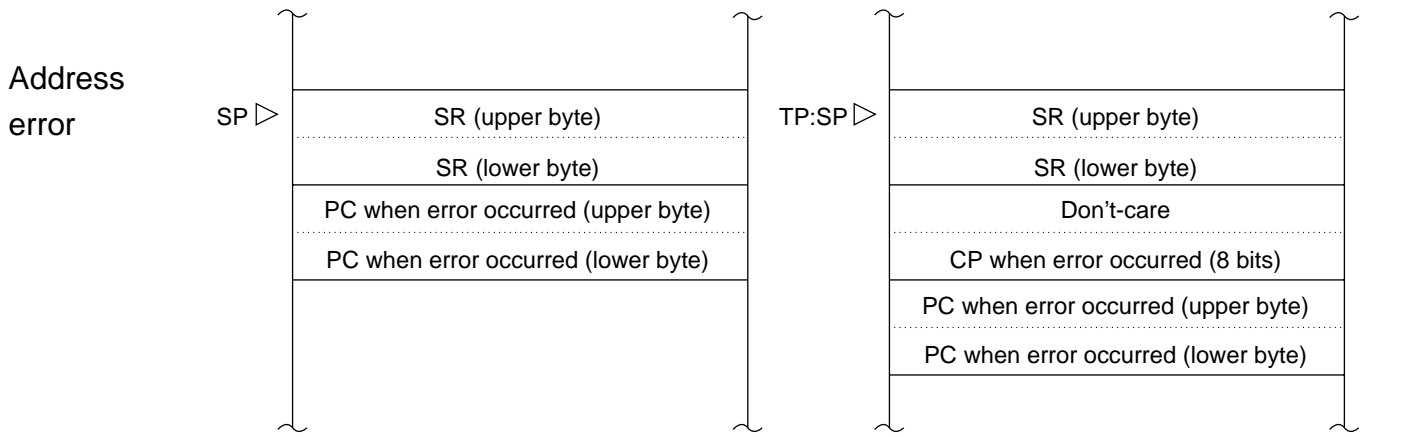 Address
error
SP
SR (upper byte)
SR (lower byte)
PC when error occurred (upper byte)
PC when error occurred (lower byte)
TP:SP
SR (upper byte)
SR (lower byte)
Don't-care
CP when error occurred (8 bits)
PC when error occurred (upper byte)
PC when error occurred (lower byte)